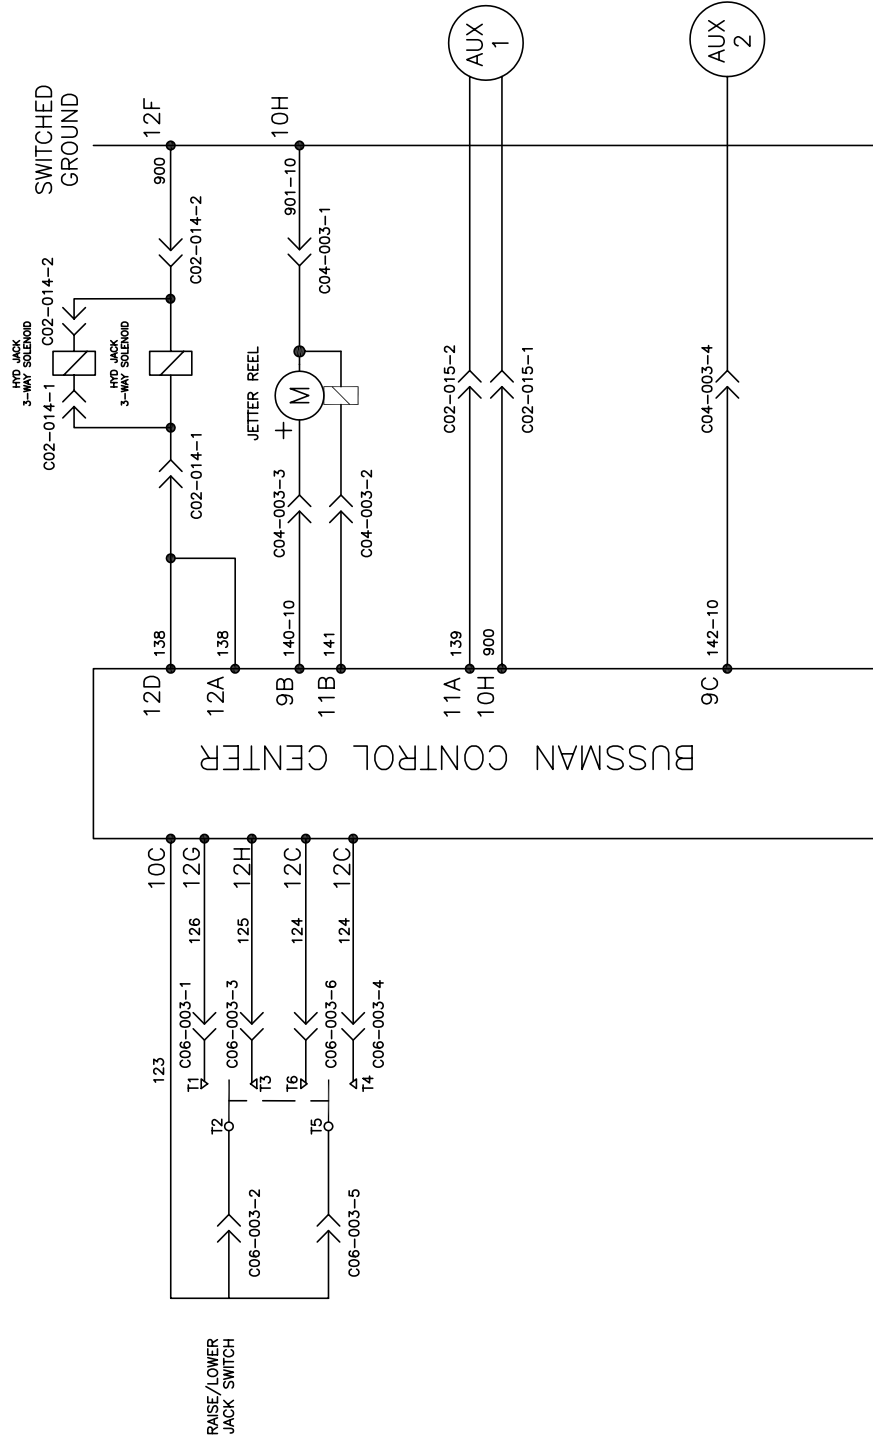 SWITCHED
GROUND
12F
900
C02-014-2
C02-014-2
HYD JACK
3-WAY SOLENOID
HYD JACK
3-WAY SOLENOID
C02-014-1
C02-014-1
138
12D
138
12A
10H
901-10
C04-003-1
JETTER REEL
M
+
C04-003-3
C04-003-2
140-10
9B
141
11B
AUX
1
C02-015-2
C02-015-1
139
11A
900
10H
AUX
2
C04-003-4
142-10
9C
BUSSMAN CONTROL CENTER
10C
123
12G
126
C06-003-1
T1
12H
125
C06-003-3
T3
12C
124
C06-003-6
T6
12C
124
C06-003-4
T4
T2
T5
C06-003-2
C06-003-5
RAISE/LOWER
JACK SWITCH